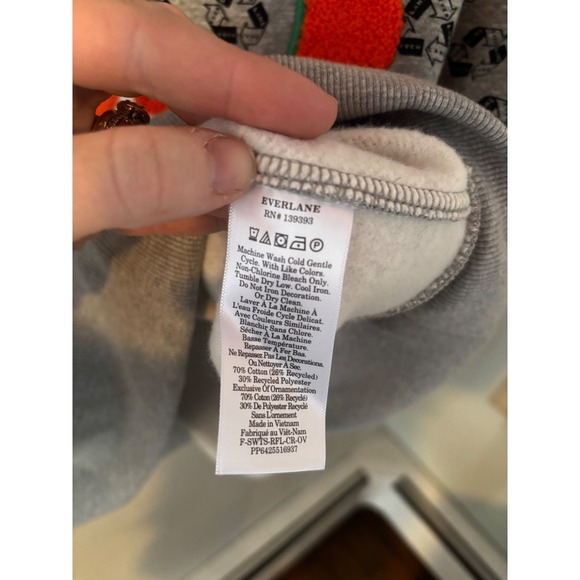 EVERLANE
RN# 139393
Machine Wash Cold Gentle
Cycle. With Like Colors.
Non-Chlorine Bleach Only.
Tumble Dry Low. Cool Iron.
Do Not Iron Decoration.
Or Dry Clean.
Laver À La Machine À
L'eau Froide Cycle Delicat.
Avec Couleurs Similaires.
Blanchir Sans Chlore.
Sécher À La Machine
Basse Température.
Repasser À Fer Bas.
Ne Repassez Pas Les Decorations.
Ou Nettoyer À Sec.
70% Cotton (26% Recycled)
30% Recycled Polyester
Exclusive Of Ornamentation
70% Coton (26% Recyclé)
30% De Polyester Recyclé
Sans L'ornement
Made in Vietnam
Fabriqué au Viêt-Nam
F-SWTS-RFL-CR-OV
PP6425516937